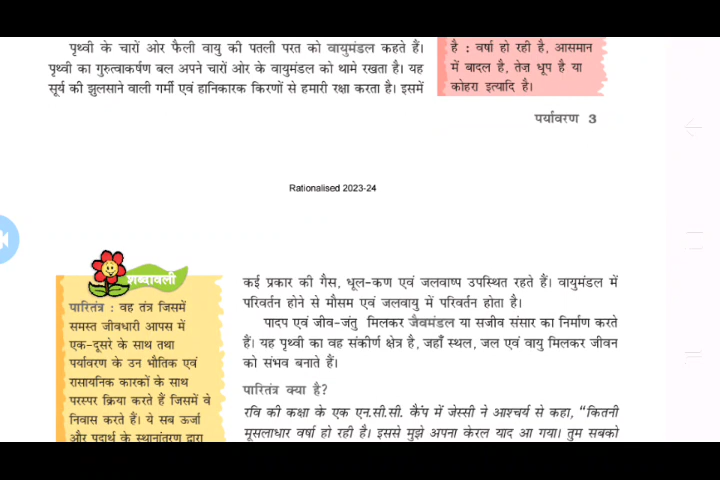 पृथ्वी के चारों ओर फैली वायु की पतली परत को वायुमंडल कहते हैं।
पृथ्वी का गुरुत्वाकर्षण बल अपने चारों ओर के वायुमंडल को थामे रखता है। यह
सूर्य की झुलसाने वाली गर्मी एवं हानिकारक किरणों से हमारी रक्षा करता है। इसमें
है : वर्षा हो रही है, आसमान
में बादल है, तेज़ धूप है या
कोहरा इत्यादि है।
पर्यावरण 3
Rationalised 2023-24
शब्दावली
पारितंत्र : वह तंत्र जिसमें
समस्त जीवधारी आपस में
एक-दूसरे के साथ तथा
पर्यावरण के उन भौतिक एवं
रासायनिक कारकों के साथ
परस्पर क्रिया करते हैं जिसमें वे
निवास करते हैं। ये सब ऊर्जा
और पदार्थ के स्थानांतरण द्वारा
कई प्रकार की गैस, धूल-कण एवं जलवाष्प उपस्थित रहते हैं। वायुमंडल में
परिवर्तन होने से मौसम एवं जलवायु में परिवर्तन होता है।
पादप एवं जीव-जंतु मिलकर जैवमंडल या सजीव संसार का निर्माण करते
हैं। यह पृथ्वी का वह संकीर्ण क्षेत्र है, जहाँ स्थल, जल एवं वायु मिलकर जीवन
को संभव बनाते हैं।
पारितंत्र क्या है?
रवि की कक्षा के एक एन.सी.सी. कैंप में जेस्सी ने आश्चर्य से कहा, “कितनी
मूसलाधार वर्षा हो रही है। इससे मुझे अपना केरल याद आ गया। तुम सबको